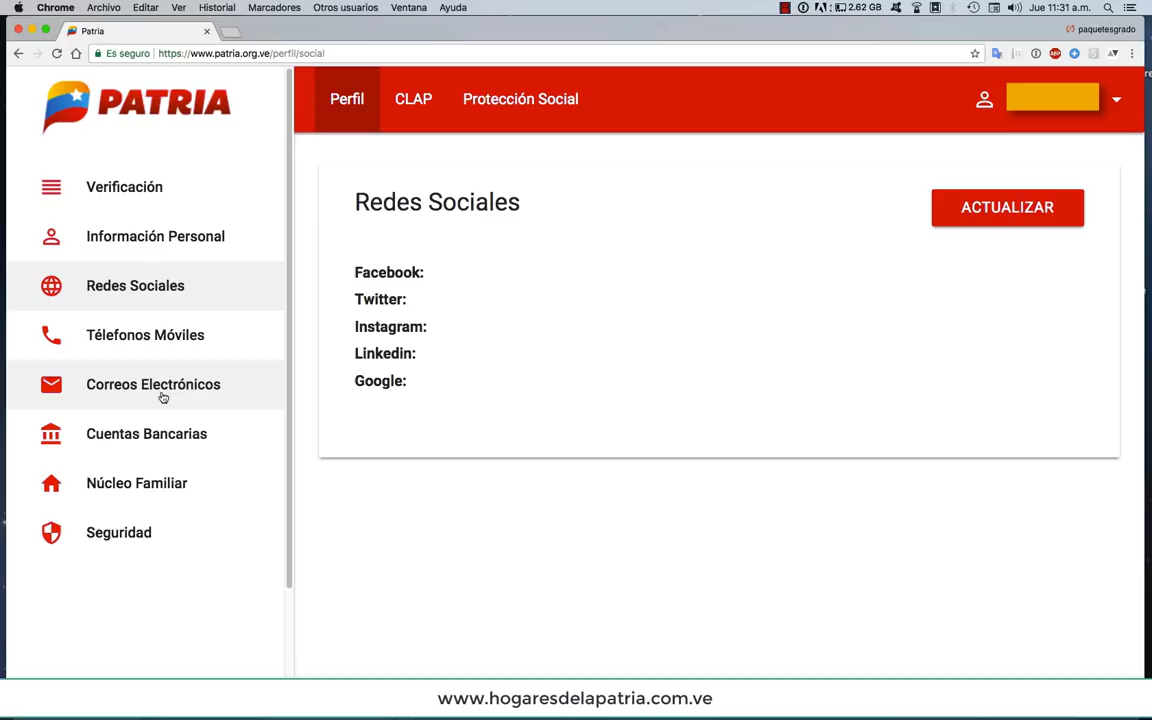 Chrome Archivo Editar Ver Historial Marcadores Otros usuarios Ventana Ayuda 2.62 GB Jue 11:31 a.m.
Patria paquetesgrado
Es seguro https://www.patria.org.ve/perfil/social
PATRIA
Perfil CLAP Protección Social
Verificación
Información Personal
Redes Sociales
Télefonos Móviles
Correos Electrónicos
Cuentas Bancarias
Núcleo Familiar
Seguridad
Redes Sociales
ACTUALIZAR
Facebook:
Twitter:
Instagram:
Linkedin:
Google:
www.hogaresdelapatria.com.ve